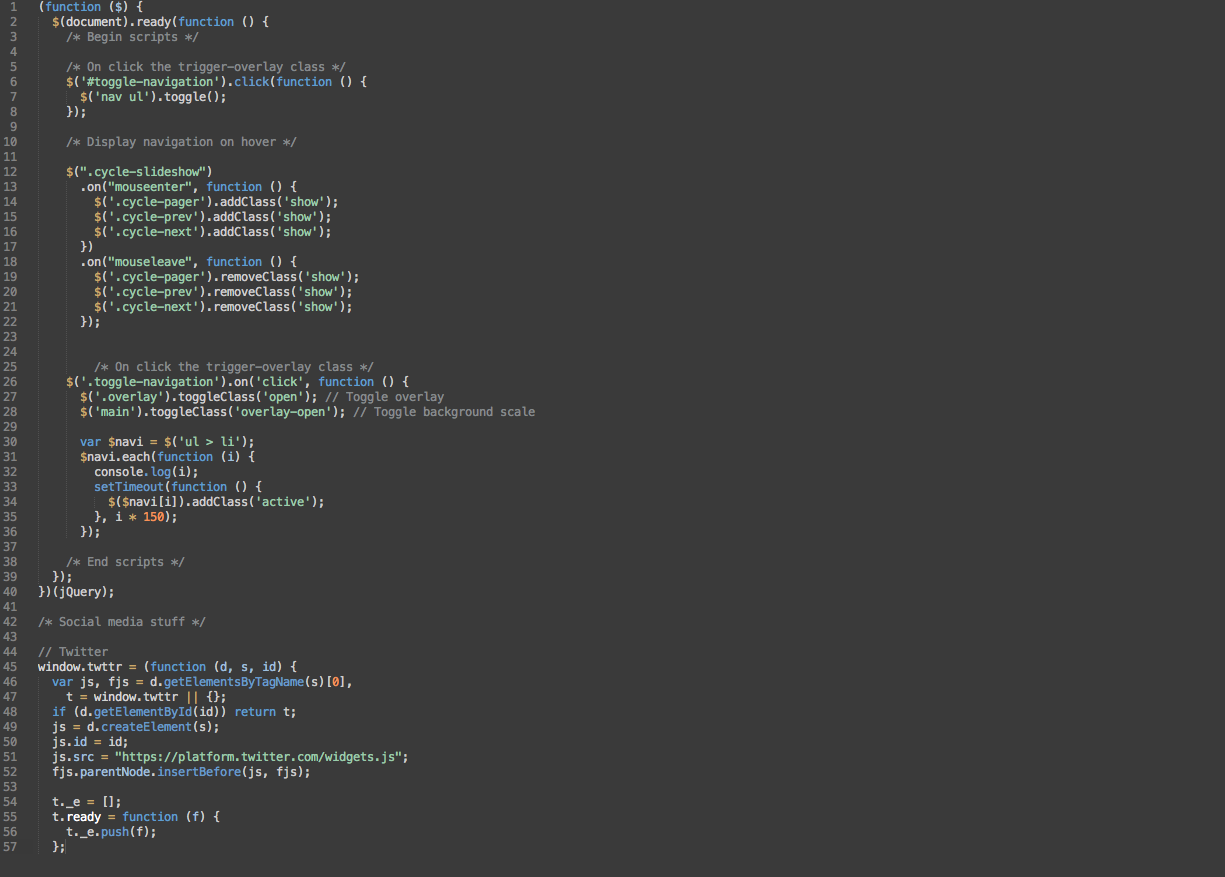 1 (function ($) {
2   $(document).ready(function () {
3     /* Begin scripts */
4
5     /* On click the trigger-overlay class */
6     $('#toggle-navigation').click(function () {
7       $('nav ul').toggle();
8     });
9
10     /* Display navigation on hover */
11
12     $(".cycle-slideshow")
13       .on("mouseenter", function () {
14         $('.cycle-pager').addClass('show');
15         $('.cycle-prev').addClass('show');
16         $('.cycle-next').addClass('show');
17       })
18       .on("mouseleave", function () {
19         $('.cycle-pager').removeClass('show');
20         $('.cycle-prev').removeClass('show');
21         $('.cycle-next').removeClass('show');
22       });
23
24
25         /* On click the trigger-overlay class */
26     $('.toggle-navigation').on('click', function () {
27       $('.overlay').toggleClass('open'); // Toggle overlay
28       $('main').toggleClass('overlay-open'); // Toggle background scale
29
30       var $navi = $('ul > li');
31       $navi.each(function (i) {
32         console.log(i);
33         setTimeout(function () {
34           $($navi[i]).addClass('active');
35         }, i * 150);
36       });
37
38     /* End scripts */
39   });
40 })(jQuery);
41
42 /* Social media stuff */
43
44 // Twitter
45 window.twttr = (function (d, s, id) {
46   var js, fjs = d.getElementsByTagName(s)[0],
47     t = window.twttr || {};
48   if (d.getElementById(id)) return t;
49   js = d.createElement(s);
50   js.id = id;
51   js.src = "https://platform.twitter.com/widgets.js";
52   fjs.parentNode.insertBefore(js, fjs);
53
54   t._e = [];
55   t.ready = function (f) {
56     t._e.push(f);
57   };